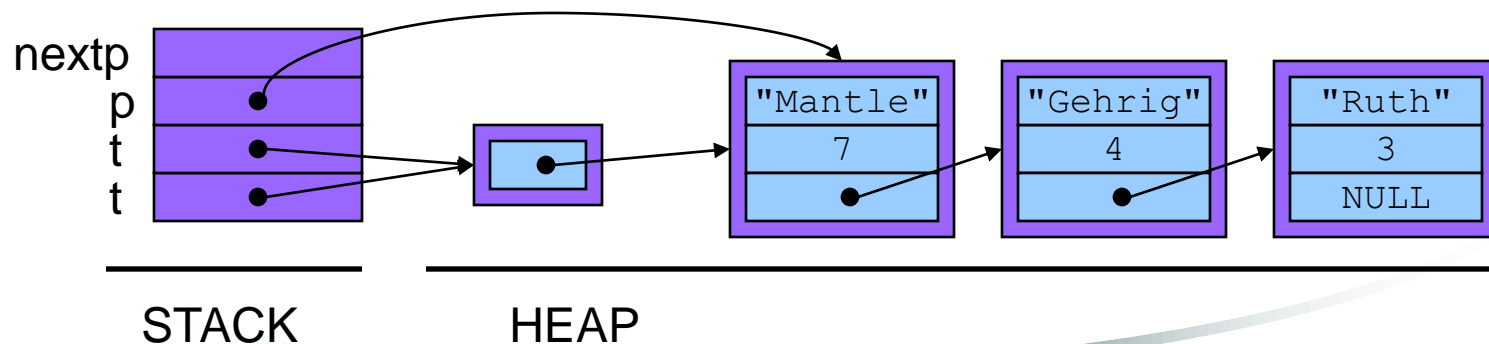 nextp
p
t
t
"Mantle"
7
"Gehrig"
4
"Ruth"
3
NULL
STACK
HEAP